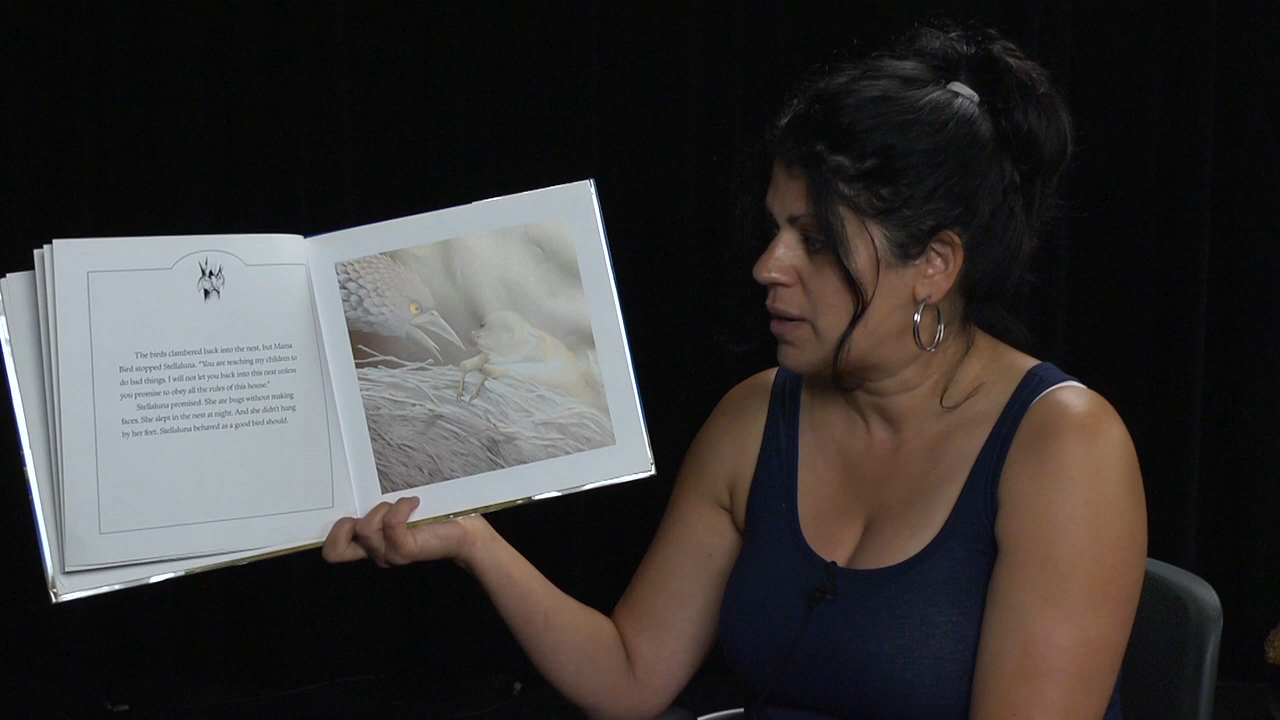 The birds clambered back into the nest, but Mama
Bird stopped Stellaluna. "You are teaching my children to
do bad things. I will not let you back into this nest unless
you promise to obey all the rules of this house."
Stellaluna promised. She ate bugs without making
faces. She slept in the nest at night. And she didn't hang
by her feet. Stellaluna behaved as a good bird should.